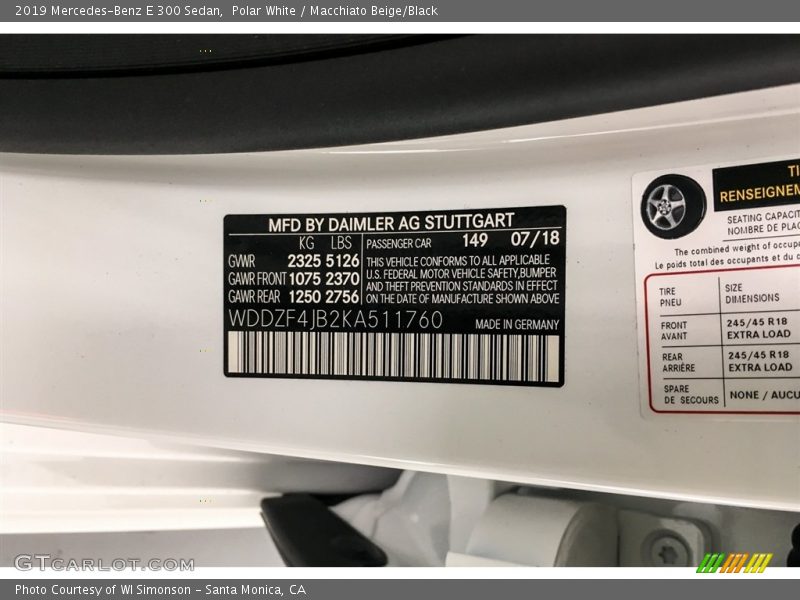 2019 Mercedes-Benz E 300 Sedan, Polar White / Macchiato Beige/Black
MFD BY DAIMLER AG STUTTGART
KG LBS
GVWR 2325 5126
GAWR FRONT 1075 2370
GAWR REAR 1250 2756
PASSENGER CAR 149 07/18
THIS VEHICLE CONFORMS TO ALL APPLICABLE
U.S. FEDERAL MOTOR VEHICLE SAFETY,BUMPER
AND THEFT PREVENTION STANDARDS IN EFFECT
ON THE DATE OF MANUFACTURE SHOWN ABOVE
WDDZF4JB2KA511760 MADE IN GERMANY
SEATING
NOMBRE DE
The combined weight of
Le poids total des occupants et du
TIRE SIZE
PNEU DIMENSIONS
FRONT 245/45 R18
AVANT EXTRA LOAD
REAR 245/45 R18
ARRIÈRE EXTRA LOAD
SPARE
DE SECOURS NONE /
GTCARLOT.COM
Photo Courtesy of WI Simonson - Santa Monica, CA